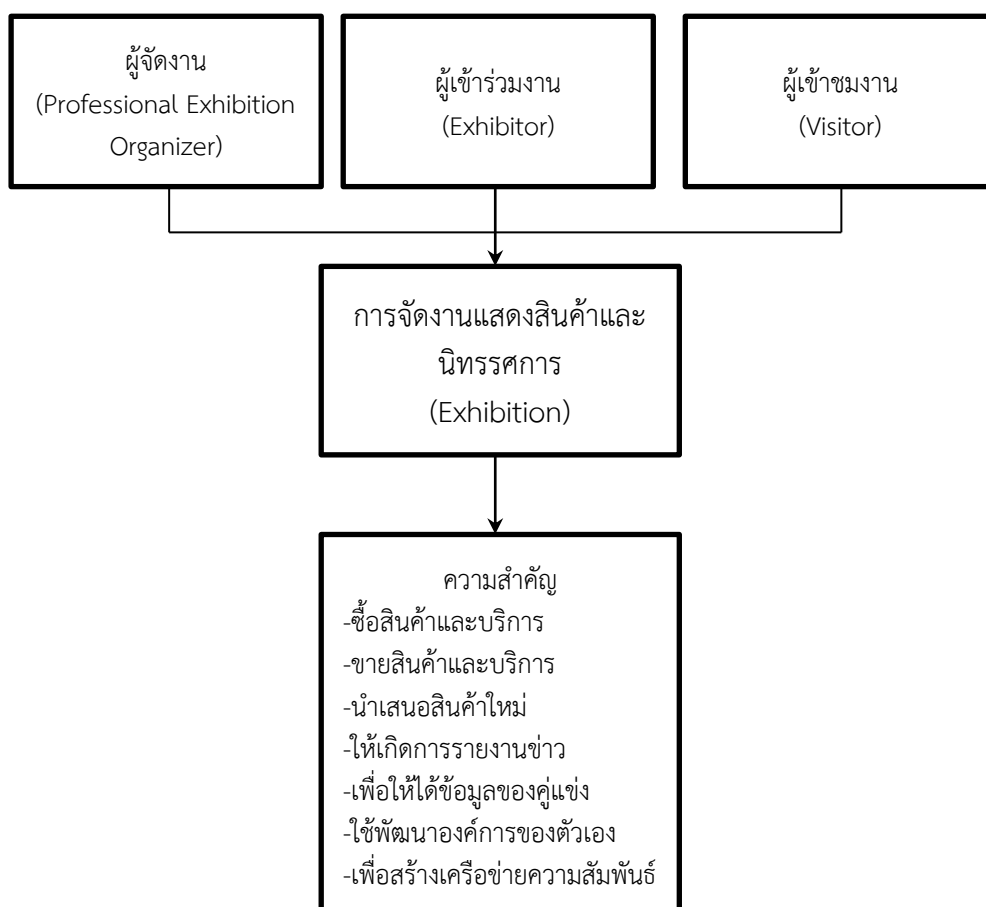 ผู้จัดงาน
(Professional Exhibition
Organizer)
ผู้เข้าร่วมงาน
(Exhibitor)
ผู้เข้าชมงาน
(Visitor)
การจัดงานแสดงสินค้าและ
นิทรรศการ
(Exhibition)
ความสำคัญ
-ซื้อสินค้าและบริการ
-ขายสินค้าและบริการ
-นำเสนอสินค้าใหม่
-ให้เกิดการรายงานข่าว
-เพื่อให้ได้ข้อมูลของคู่แข่ง
-ใช้พัฒนาองค์การของตัวเอง
-เพื่อสร้างเครือข่ายความสัมพันธ์